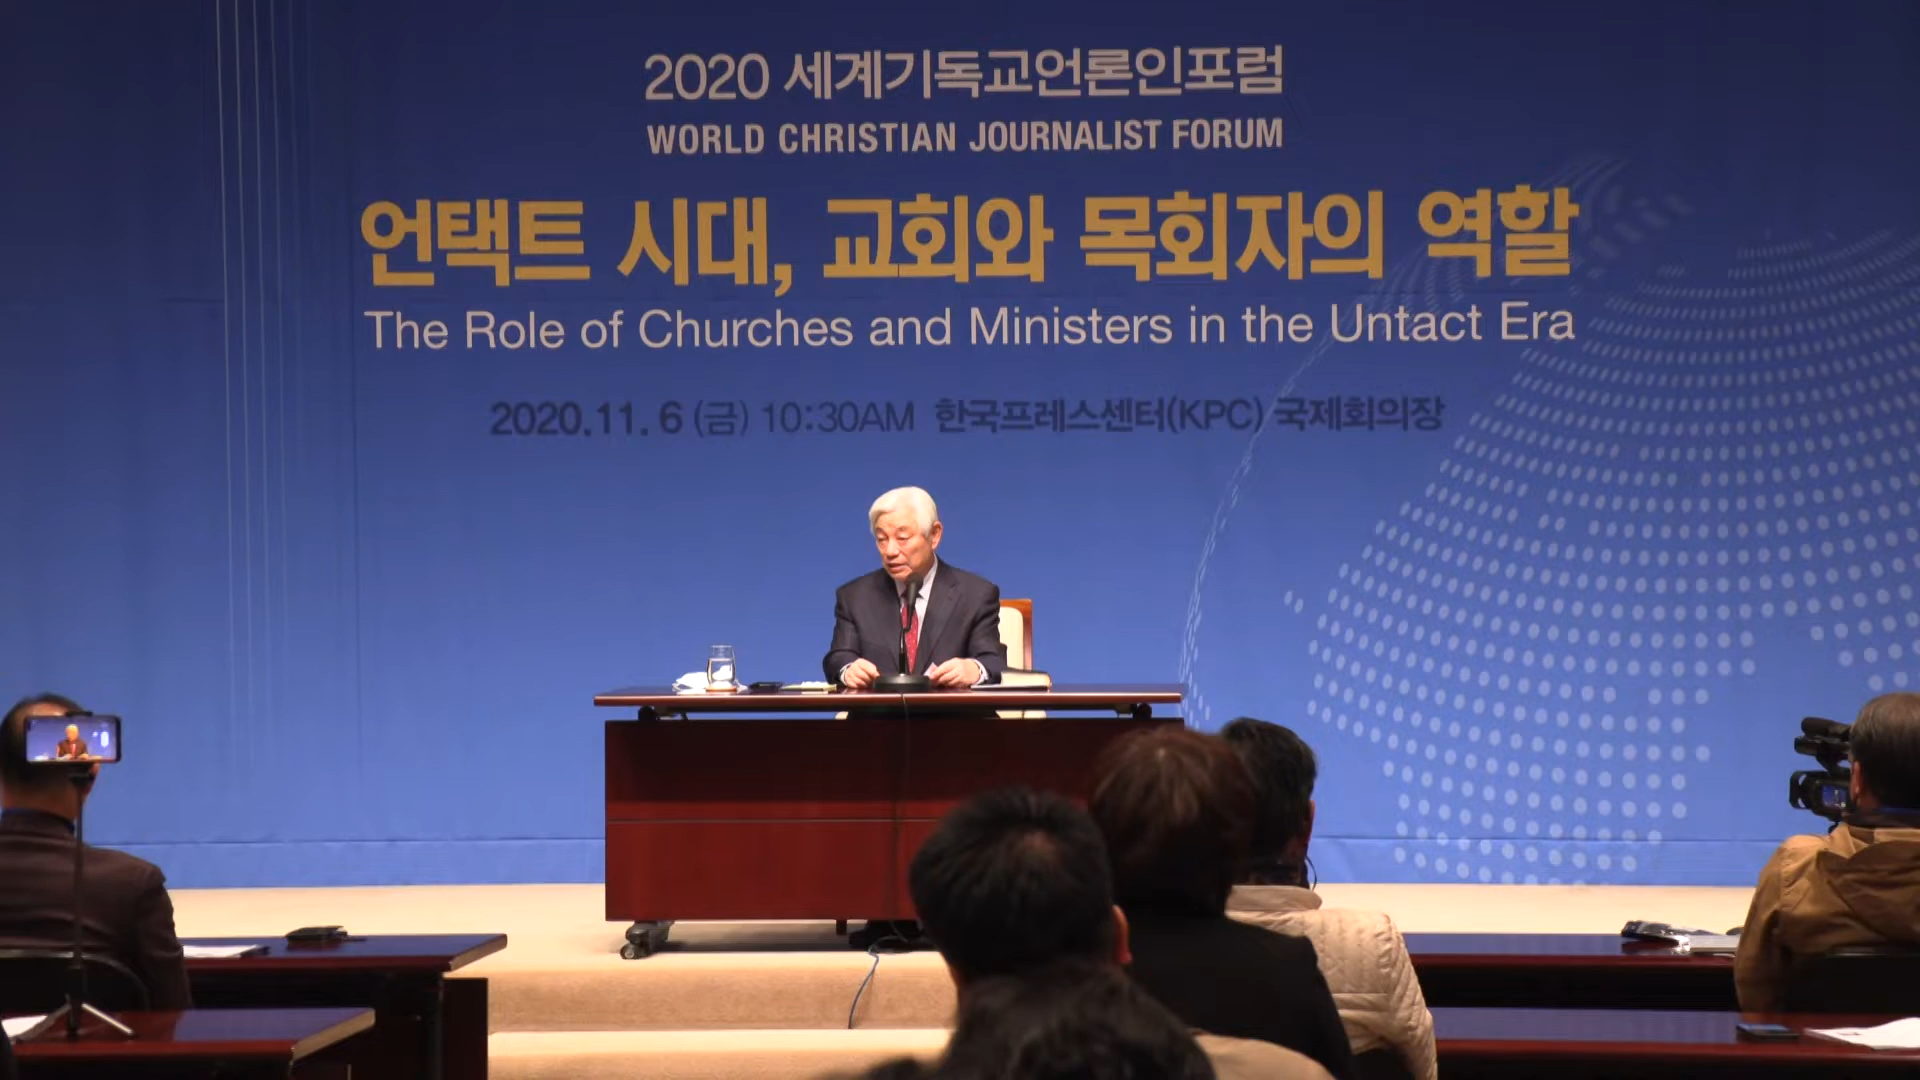 2020 세계기독교언론인포럼
WORLD CHRISTIAN JOURNALIST FORUM
언택트 시대, 교회와 목회자의 역할
The Role of Churches and Ministers in the Untact Era
2020.11.6 (금) 10:30AM 한국프레스센터(KPC) 국제회의장